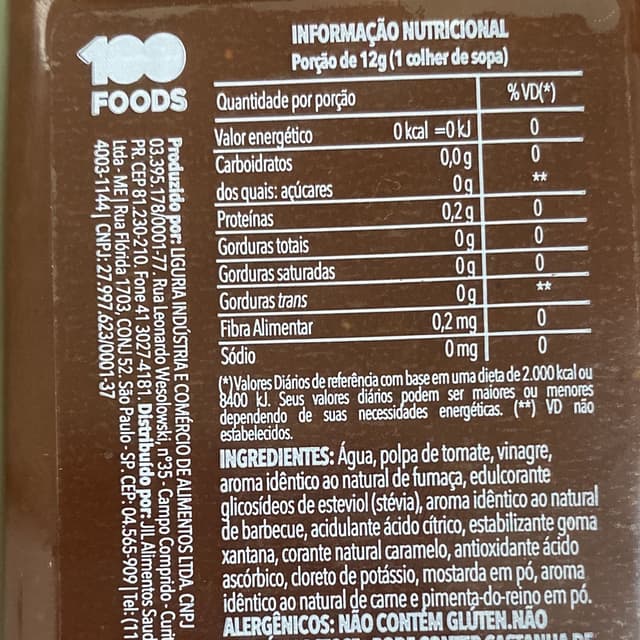 100
FOODS
INFORMAÇÃO NUTRICIONAL
Porção de 12g (1 colher de sopa)
Quantidade por porção % VD(*)
Valor energético 0 kcal =0 kJ 0
Carboidratos 0,0 g 0
dos quais: açúcares 0 g **
Proteínas 0,2 g 0
Gorduras totais 0 g 0
Gorduras saturadas 0 g 0
Gorduras trans 0 g **
Fibra Alimentar 0,2 mg 0
Sódio 0 mg 0
(*) Valores Diários de referência com base em uma dieta de 2.000 kcal ou
8400 kJ. Seus valores diários podem ser maiores ou menores
dependendo de suas necessidades energéticas. (**) VD não
estabelecidos.
INGREDIENTES: Água, polpa de tomate, vinagre,
aroma idêntico ao natural de fumaça, edulcorante
glicosídeos de esteviol (stévia), aroma idêntico ao natural
de barbecue, acidulante ácido cítrico, estabilizante goma
xantana, corante natural caramelo, antioxidante ácido
ascórbico, cloreto de potássio, mostarda em pó, aroma
idêntico ao natural de carne e pimenta-do-reino em pó.
ALERGÊNICOS: NÃO CONTÉM GLÚTEN.NÃO
Produzido por: LIGURIA INDÚSTRIA E COMÉRCIO DE ALIMENTOS LTDA. CNPJ
03.395.178/0001-77. Rua Leonardo Wesolowski, nº35 - Campo Comprido - Curit
PR. CEP 81.230-210. Fone 41 3027-4181. Distribuído por: JJL Alimentos Saud
Ltda - ME | Rua Flórida 1703, CONJ 52. São Paulo - SP. CEP: 04.565-909 | Tel.: (11
4003-1144 | CNPJ: 27.997.623/0001-37